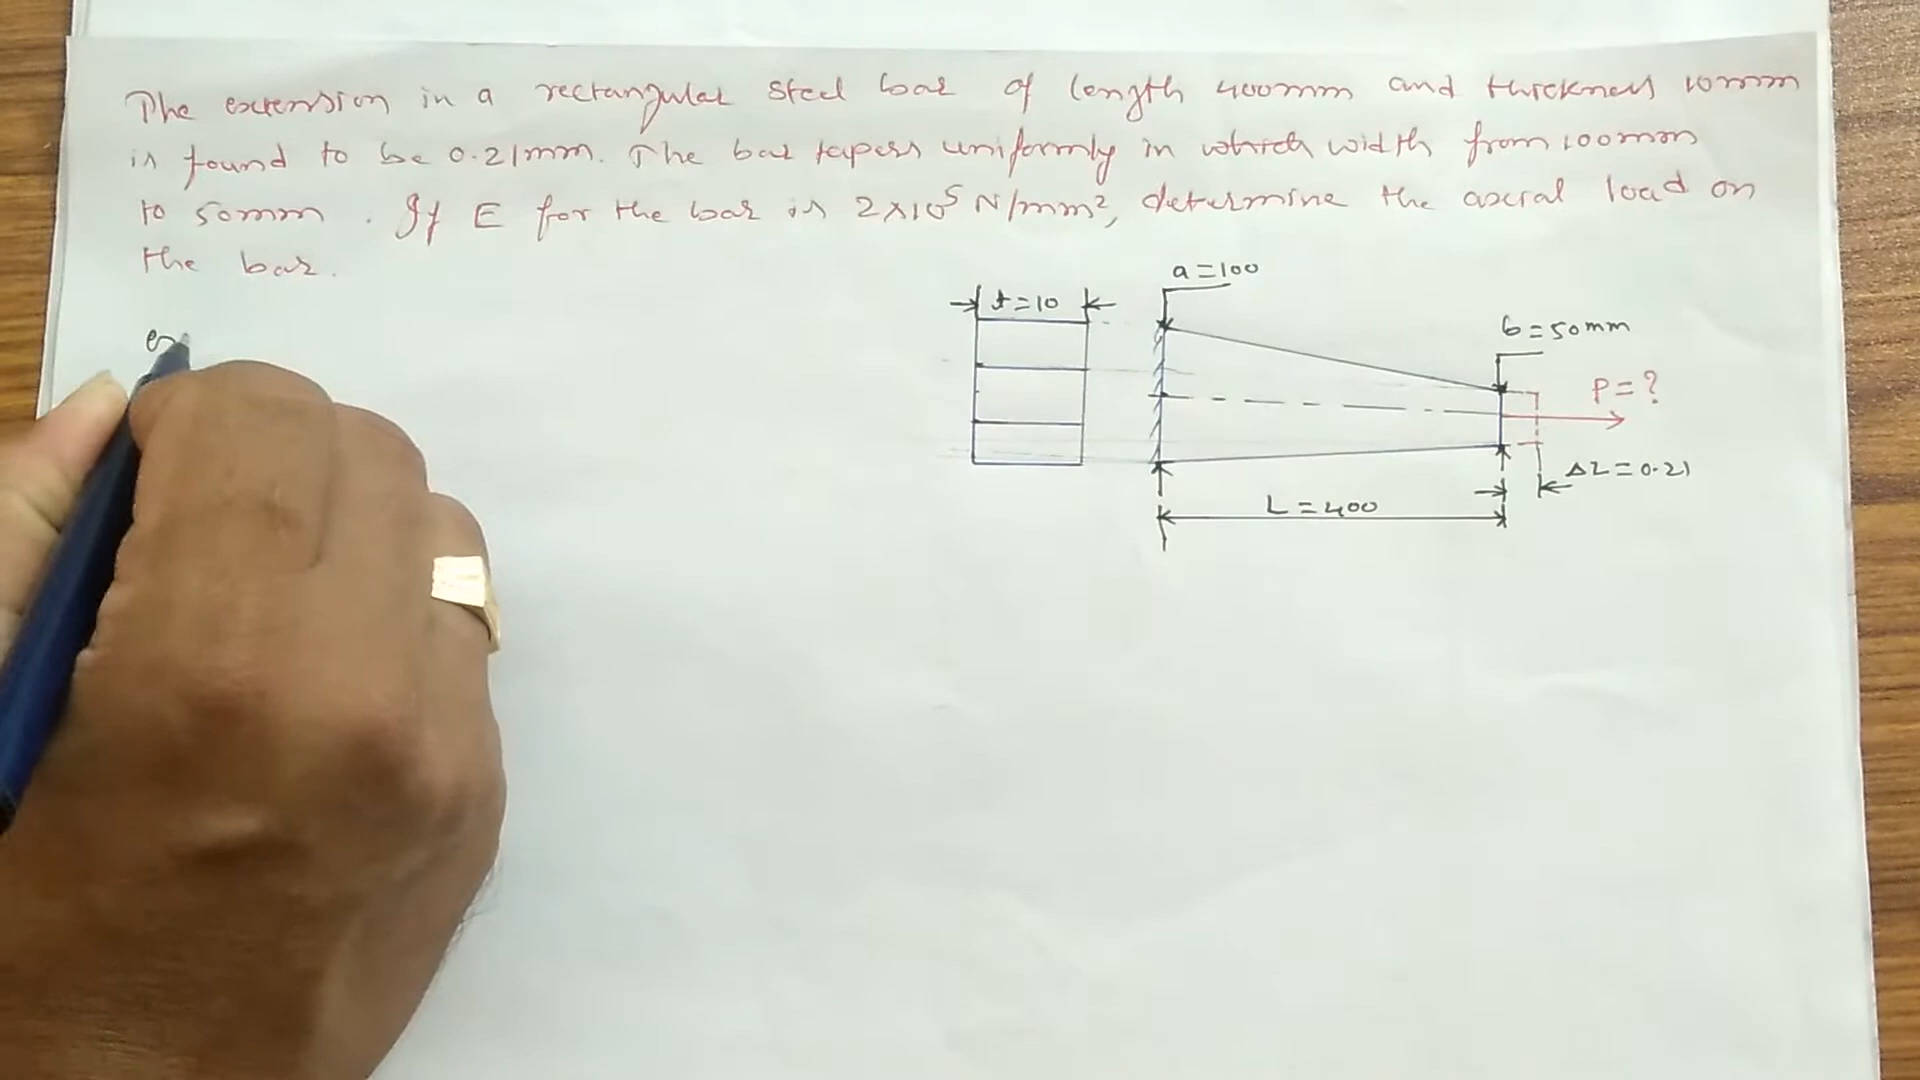 The extension in a rectangular steel bar of length 400mm and thickness 10mm
is found to be 0.21mm. The bar tapers uniformly in which width from 100mm
to 50mm. If E for the bar is 2×10⁵ N/mm², determine the axial load on
the bar.
a=100
t=10
b=50mm
P=?
ΔL=0.21
L=400